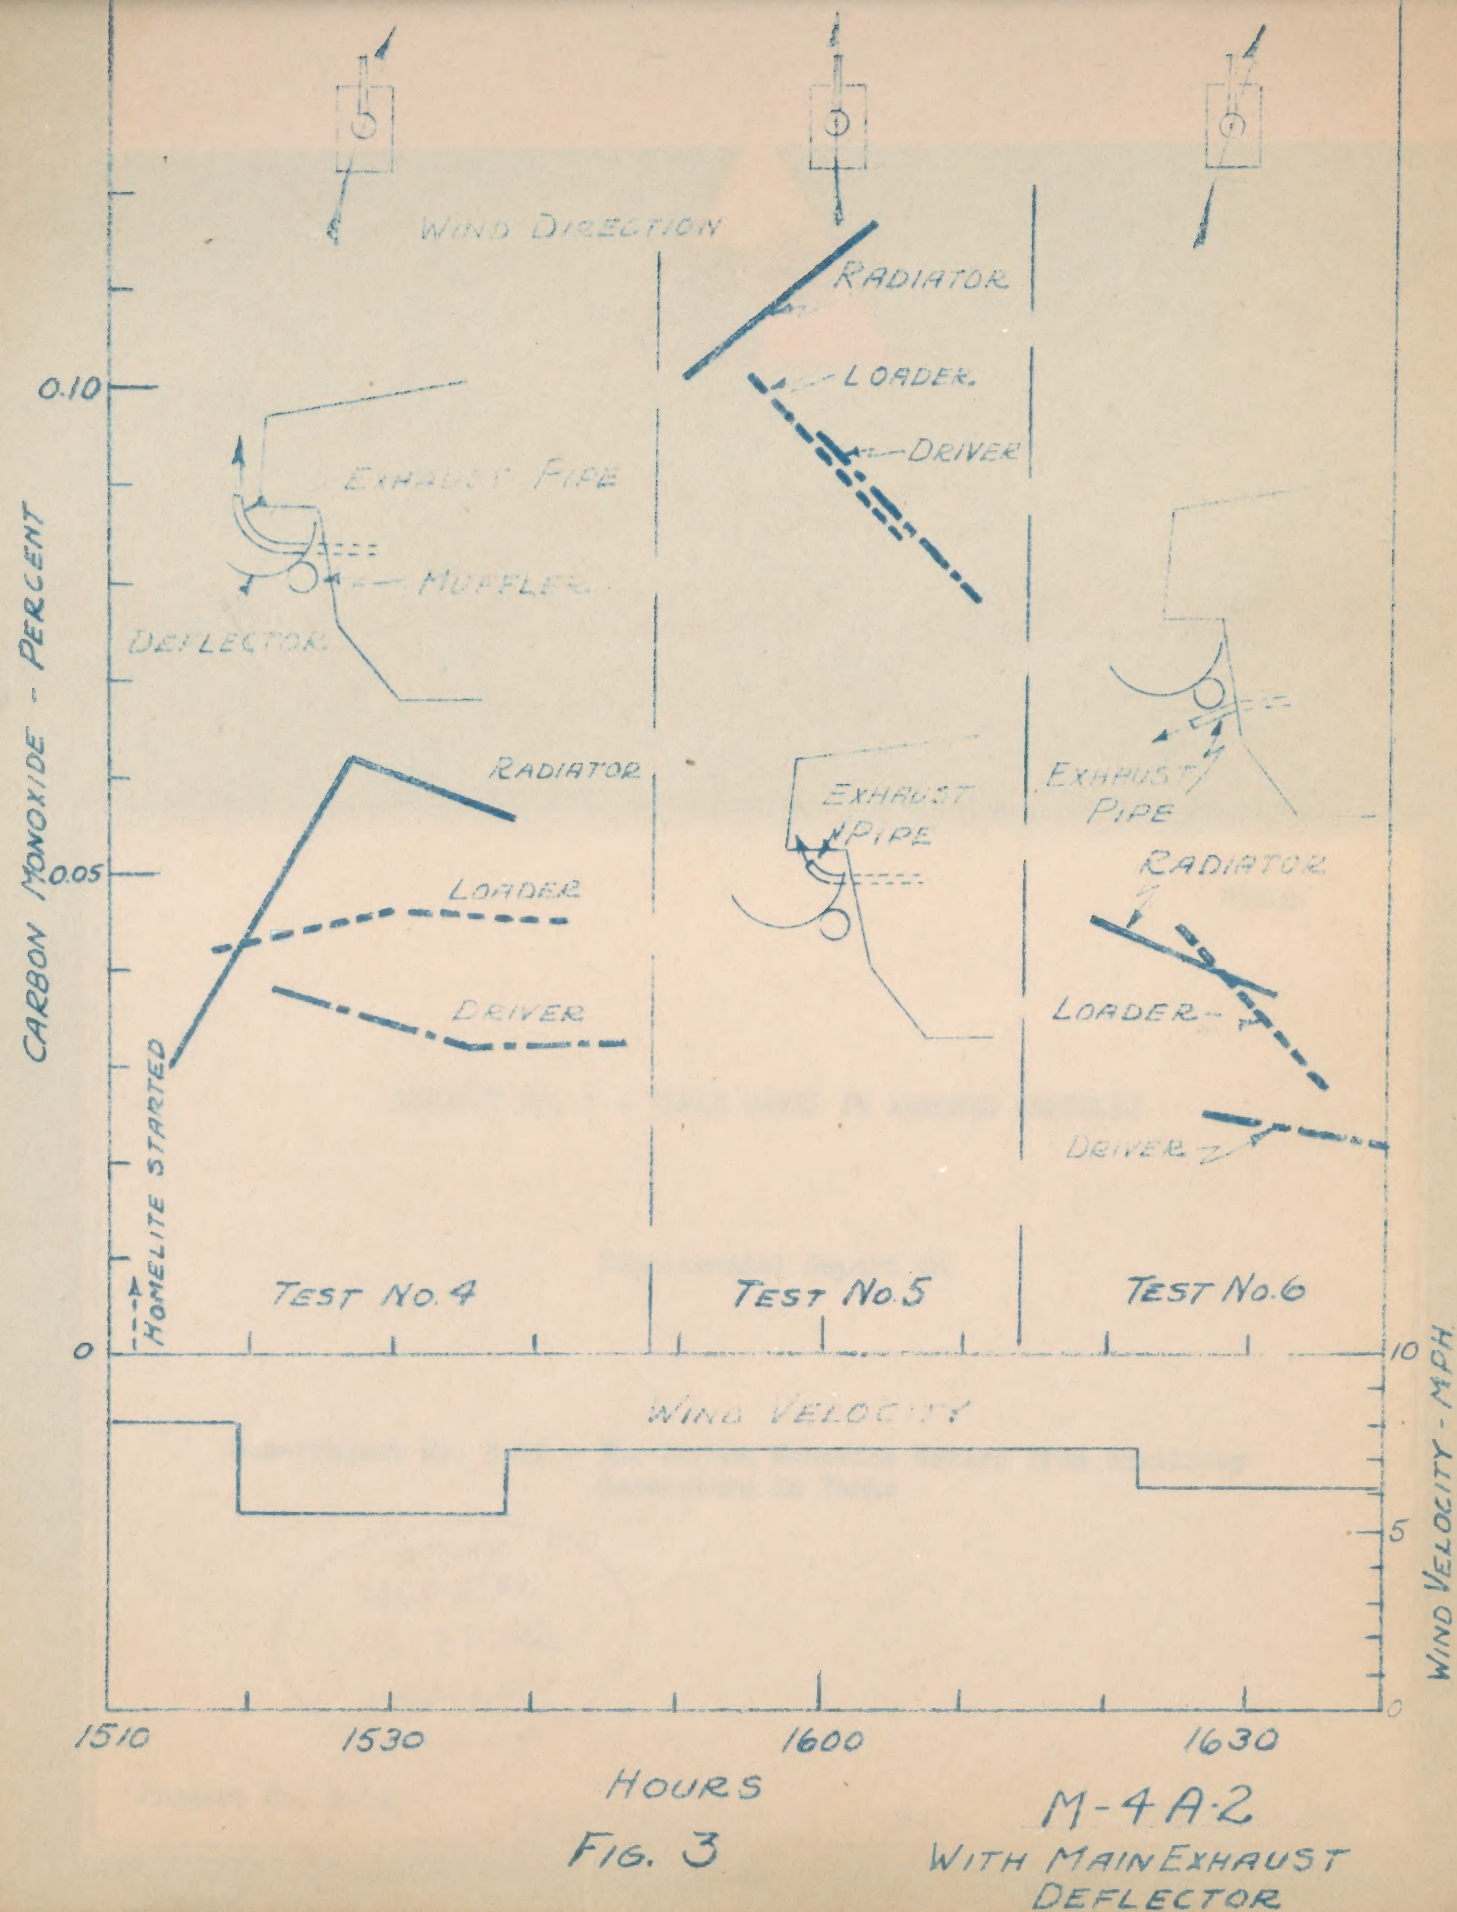 WIND DIRECTION
RADIATOR
LOADER.
0.10
DRIVER
EXHAUST PIPE
MUFFLER.
DEFLECTOR
CARBON MONOXIDE - PERCENT
RADIATOR
EXHAUST
PIPE
EXHAUST
PIPE
RADIATOR
0.05
LOADER
DRIVER
LOADER
DRIVER
HOMELITE STARTED
TEST NO. 4
TEST NO. 5
TEST NO. 6
0
10
WIND VELOCITY
5
WIND VELOCITY - MPH.
0
1510
1530
1600
1630
HOURS
FIG. 3
M-4A-2
WITH MAIN EXHAUST
DEFLECTOR